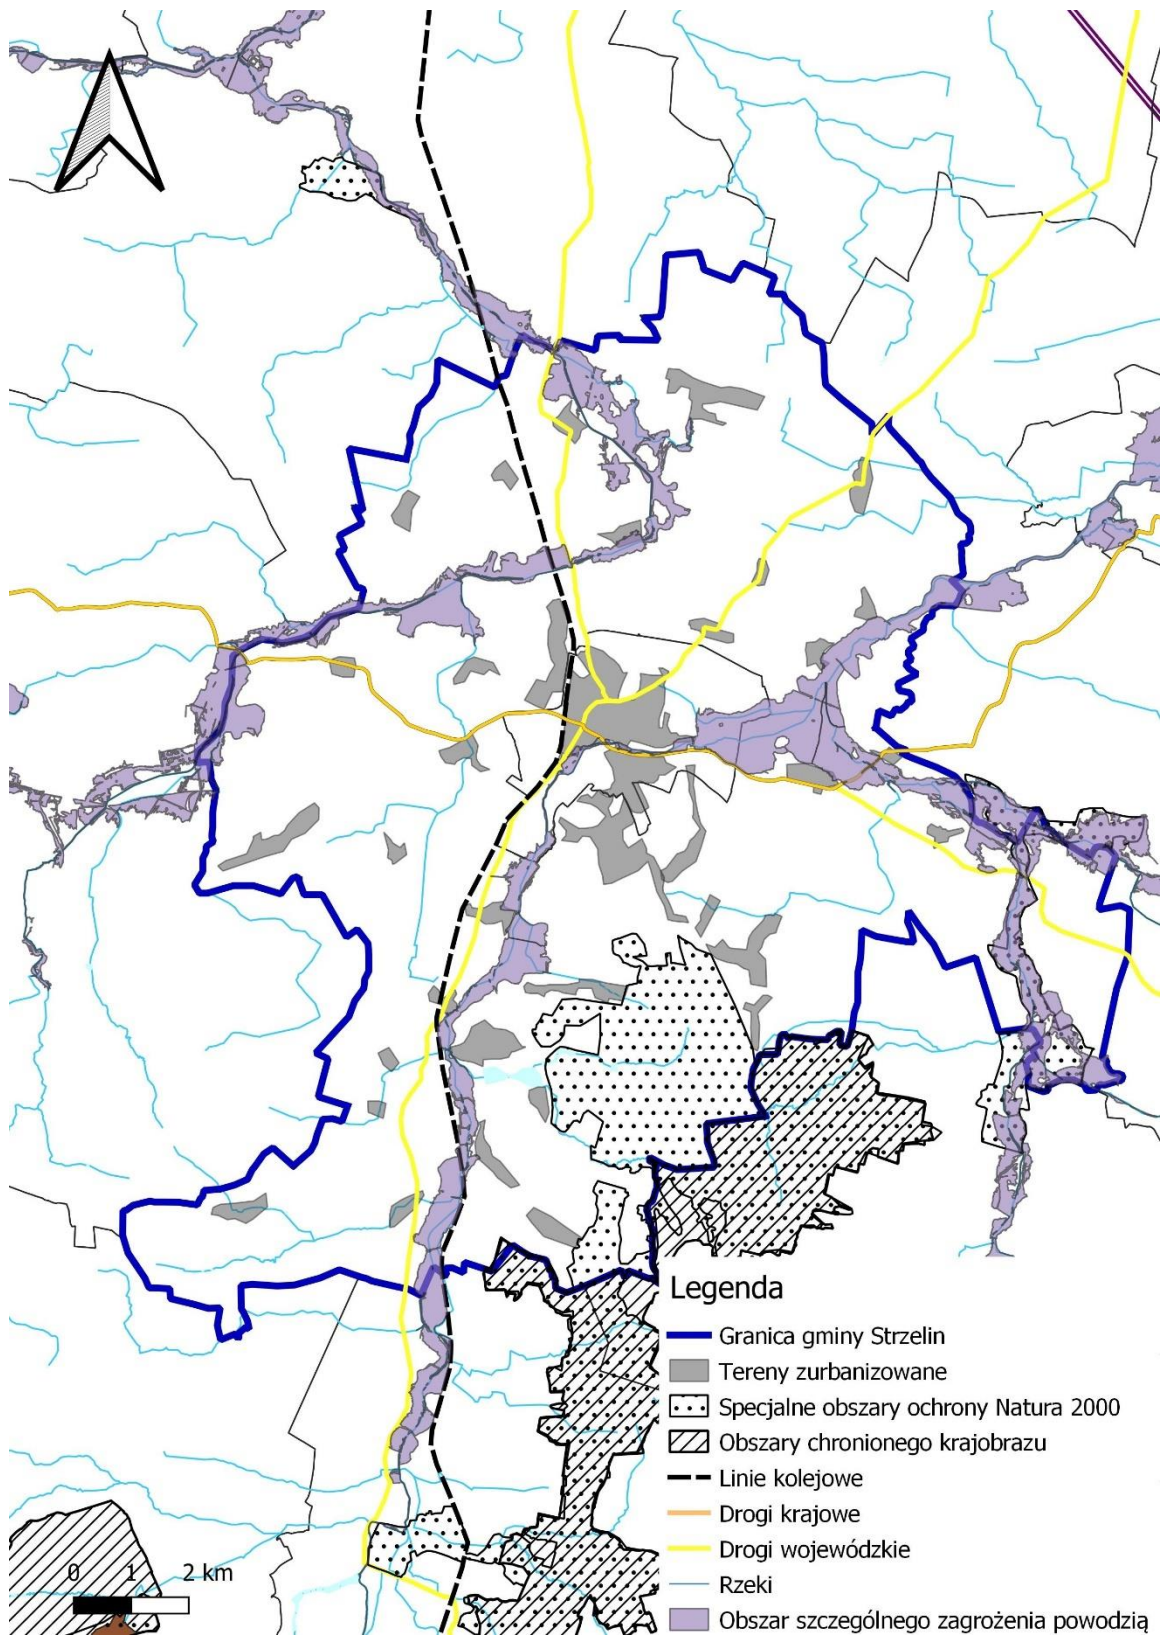 Legenda
Granica gminy Strzelin
Tereny zurbanizowane
Specjalne obszary ochrony Natura 2000
Obszary chronionego krajobrazu
Linie kolejowe
Drogi krajowe
Drogi wojewódzkie
Rzeki
Obszar szczególnego zagrożenia powodzią
0 1 2 km